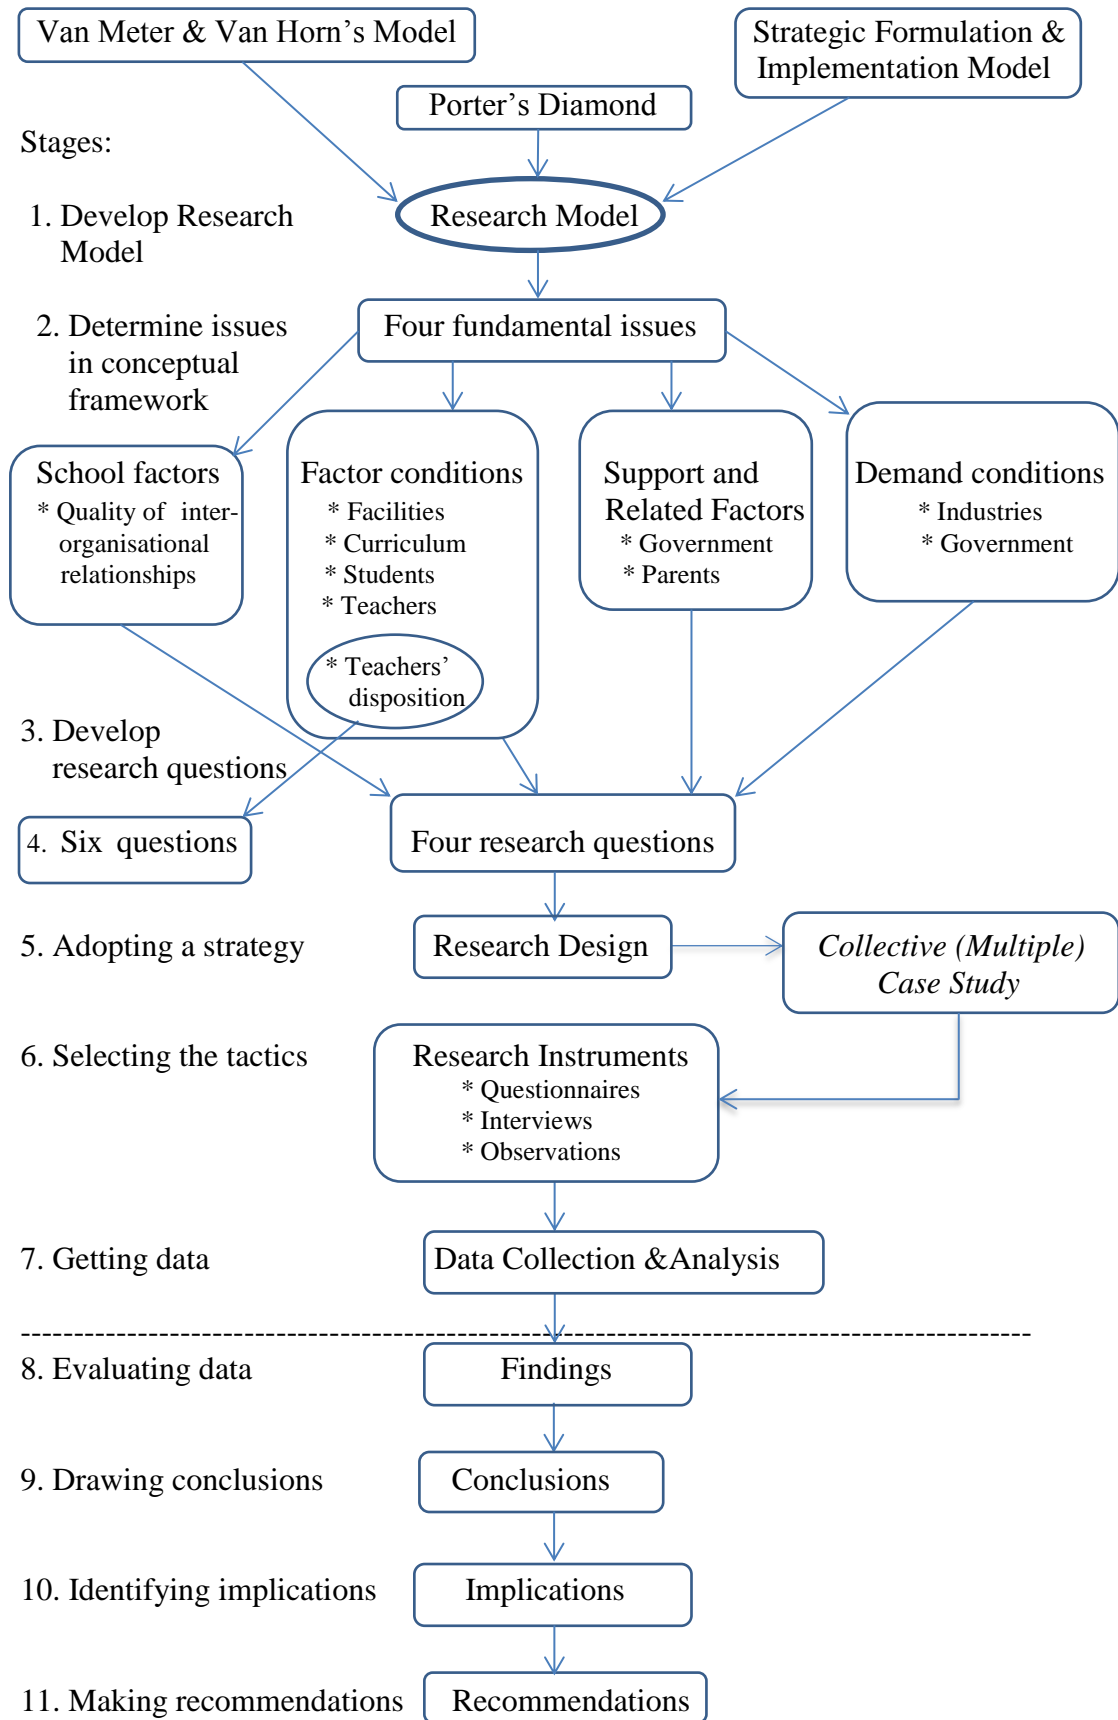 Van Meter & Van Horn's Model
Strategic Formulation &
Implementation Model
Porter's Diamond
Stages:
1. Develop Research
Model
Research Model
2. Determine issues
in conceptual
framework
Four fundamental issues
School factors
* Quality of inter-
organisational
relationships
Factor conditions
* Facilities
* Curriculum
* Students
* Teachers
* Teachers'
disposition
Support and
Related Factors
* Government
* Parents
Demand conditions
* Industries
* Government
3. Develop
research questions
4. Six questions
Four research questions
5. Adopting a strategy
Research Design
Collective (Multiple)
Case Study
6. Selecting the tactics
Research Instruments
* Questionnaires
* Interviews
* Observations
7. Getting data
Data Collection &Analysis
8. Evaluating data
Findings
9. Drawing conclusions
Conclusions
10. Identifying implications
Implications
11. Making recommendations
Recommendations